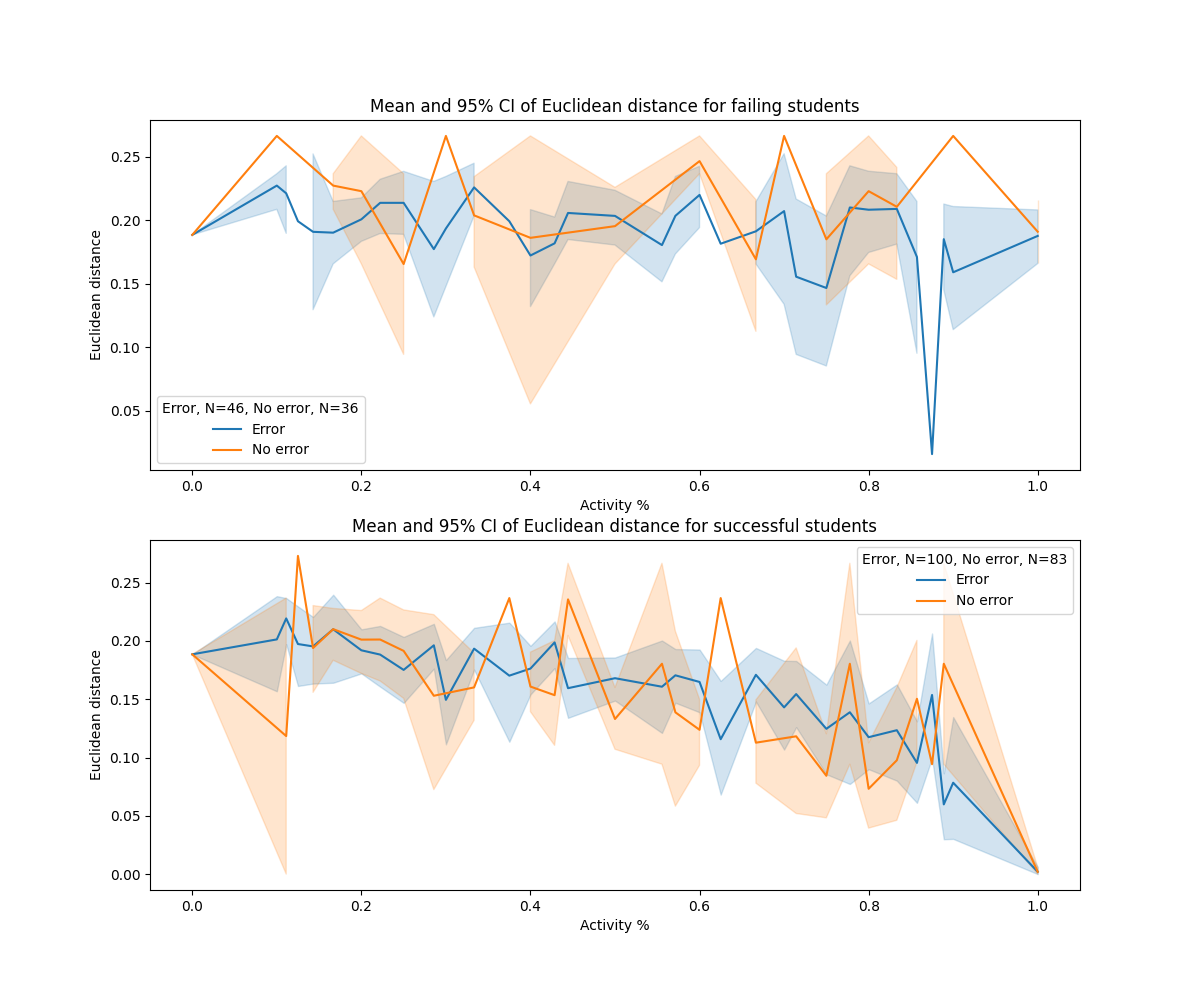 Mean and 95% CI of Euclidean distance for failing students
Euclidean distance
0.25
0.20
0.15
0.10
0.05
Error, N=46, No error, N=36
Error
No error
0.0 0.2 0.4 0.6 0.8 1.0
Activity %
Mean and 95% CI of Euclidean distance for successful students
Euclidean distance
0.25
0.20
0.15
0.10
0.05
0.00
Error, N=100, No error, N=83
Error
No error
0.0 0.2 0.4 0.6 0.8 1.0
Activity %